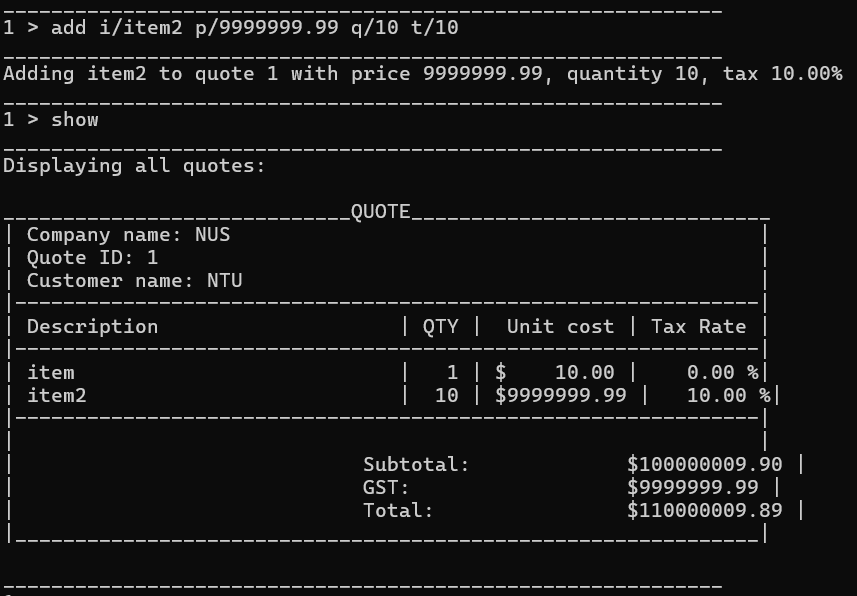 ____________________________________________________________
1 > add i/item2 p/9999999.99 q/10 t/10
____________________________________________________________
Adding item2 to quote 1 with price 9999999.99, quantity 10, tax 10.00%
____________________________________________________________
1 > show
____________________________________________________________
Displaying all quotes:

_____________________________QUOTE______________________________
| Company name: NUS                                            |
| Quote ID: 1                                                  |
| Customer name: NTU                                           |
|--------------------------------------------------------------|
| Description                    | QTY |  Unit cost | Tax Rate |
|--------------------------------------------------------------|
| item                           |   1 | $    10.00 |    0.00 %|
| item2                          |  10 | $9999999.99 |   10.00 %|
|--------------------------------------------------------------|
|                                                              |
|                             Subtotal:             $100000009.90 |
|                             GST:                  $9999999.99 |
|                             Total:                $110000009.89 |
|______________________________________________________________|

____________________________________________________________